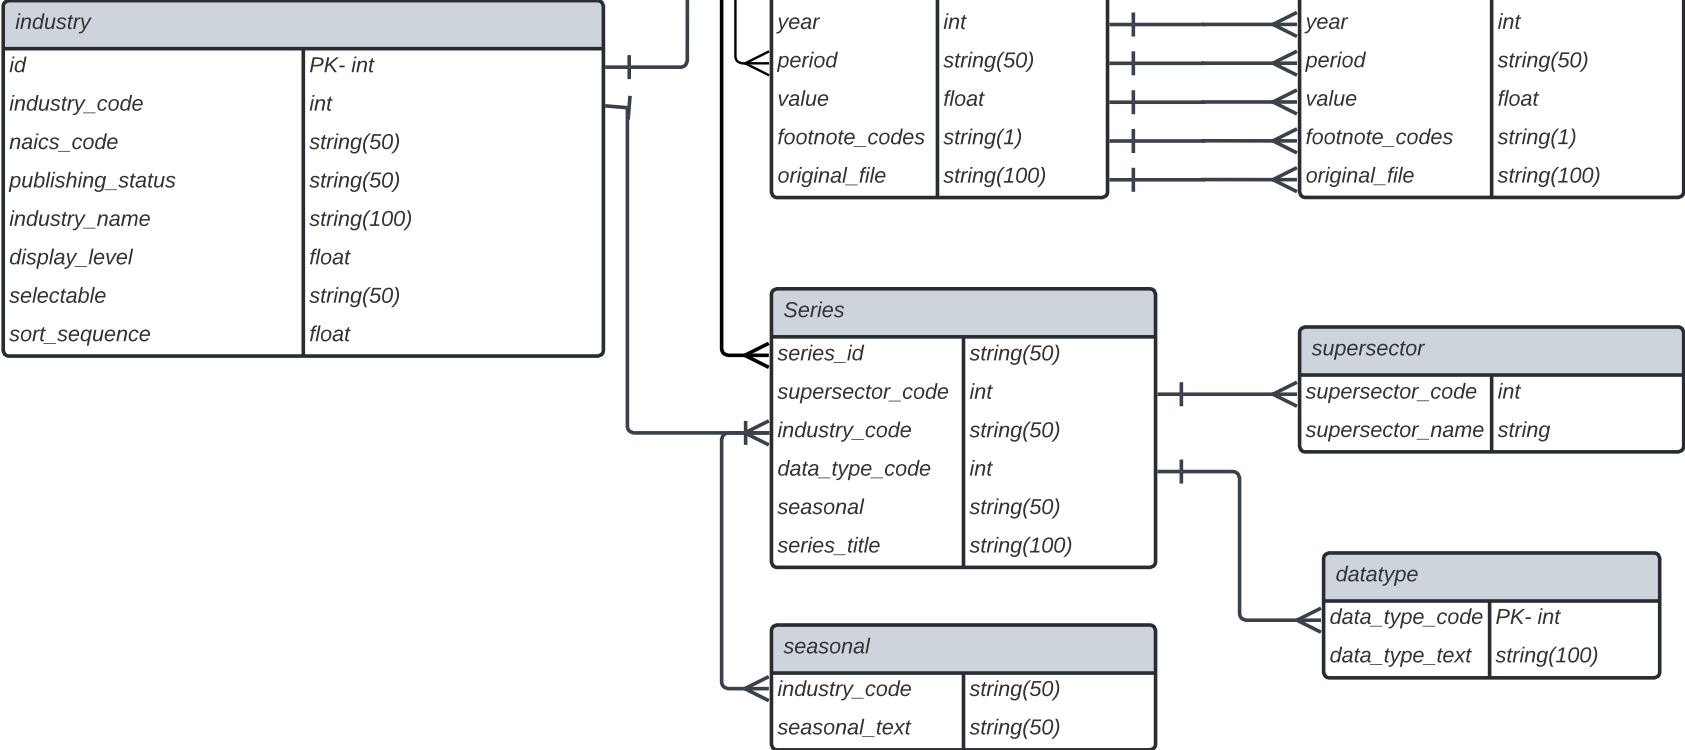 industry
id PK- int
industry_code int
naics_code string(50)
publishing_status string(50)
industry_name string(100)
display_level float
selectable string(50)
sort_sequence float
year int
period string(50)
value float
footnote_codes string(1)
original_file string(100)
year int
period string(50)
value float
footnote_codes string(1)
original_file string(100)
Series
series_id string(50)
supersector_code int
industry_code string(50)
data_type_code int
seasonal string(50)
series_title string(100)
supersector
supersector_code int
supersector_name string
datatype
data_type_code PK- int
data_type_text string(100)
seasonal
industry_code string(50)
seasonal_text string(50)